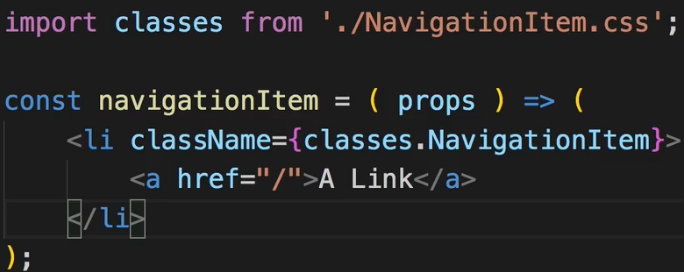 import classes from './NavigationItem.css';
const navigationItem = ( props ) => (
<li className={classes.NavigationItem}>
<a href="/">A Link</a>
</li>
);